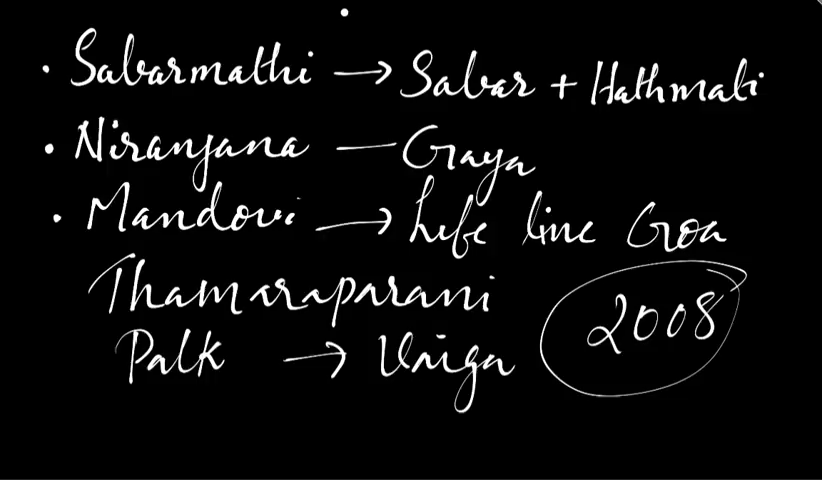 · Sabarmathi → Sabar + Hathmati
· Niranjana — Gaya
· Mandovi → Life line Goa
Thamaraparani
2008
Palk → Vaiga